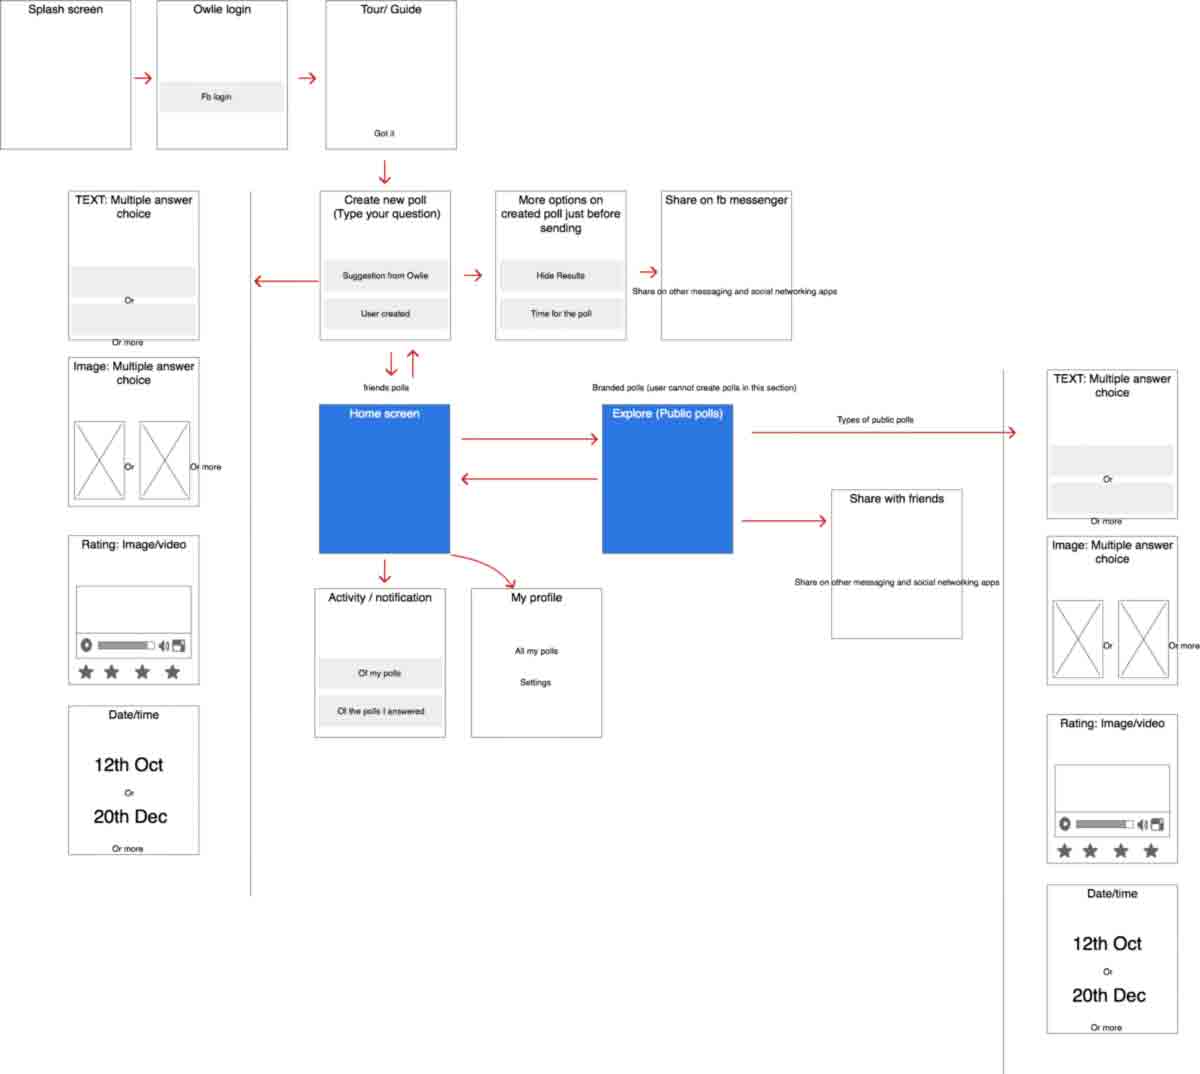 Splash screen
Owlie login
Tour/ Guide
Fb login
Got it
TEXT: Multiple answer
choice
Or
Or more
Image: Multiple answer
choice
Or
Or more
Rating: Image/video
Date/time
12th Oct
Or
20th Dec
Or more
Create new poll
(Type your question)
Suggestion from Owlie
User created
More options on
created poll just before
sending
Hide Results
Time for the poll
Share on fb messenger
Share on other messaging and social networking apps
friends polls
Home screen
Branded polls (user cannot create polls in this section)
Explore (Public polls)
Types of public polls
Share with friends
Share on other messaging and social networking apps
Activity / notification
Of my polls
Of the polls I answered
My profile
All my polls
Settings
TEXT: Multiple answer
choice
Or
Or more
Image: Multiple answer
choice
Or
Or more
Rating: Image/video
Date/time
12th Oct
Or
20th Dec
Or more